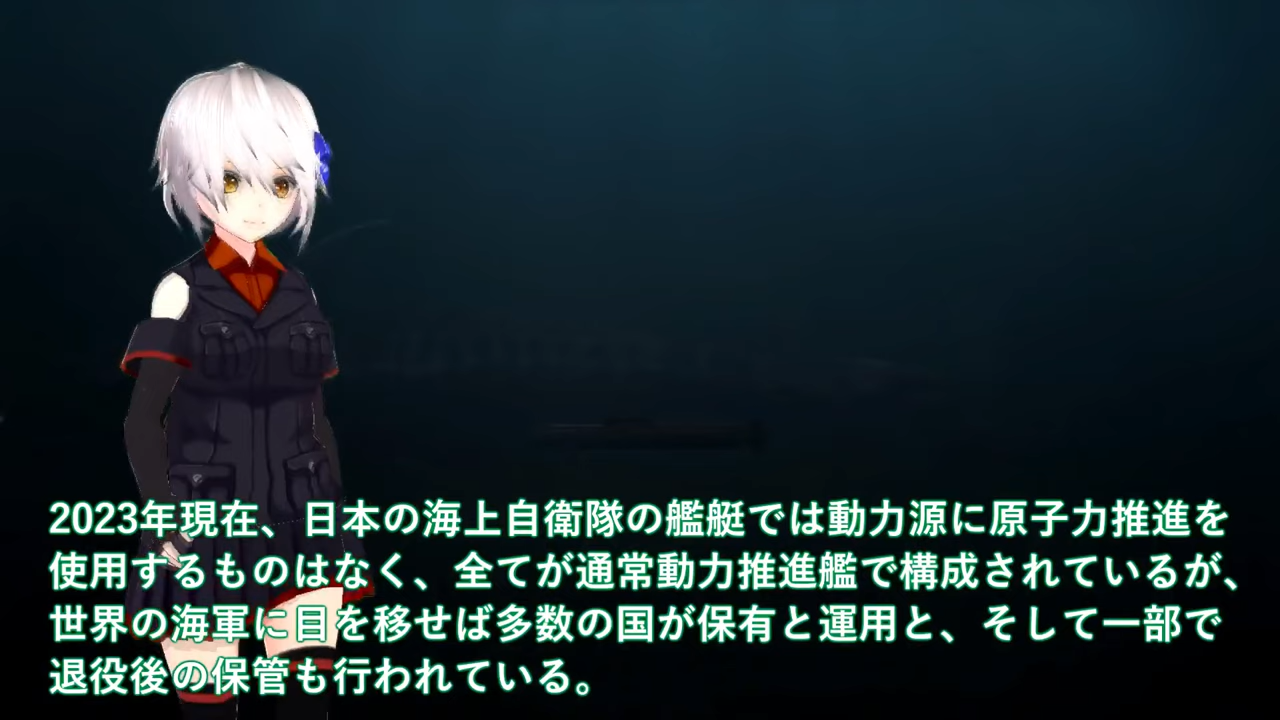 2023年現在、日本の海上自衛隊の艦艇では動力源に原子力推進を
使用するものはなく、全てが通常動力推進艦で構成されているが、
世界の海軍に目を移せば多数の国が保有と運用と、そして一部で
退役後の保管も行われている。